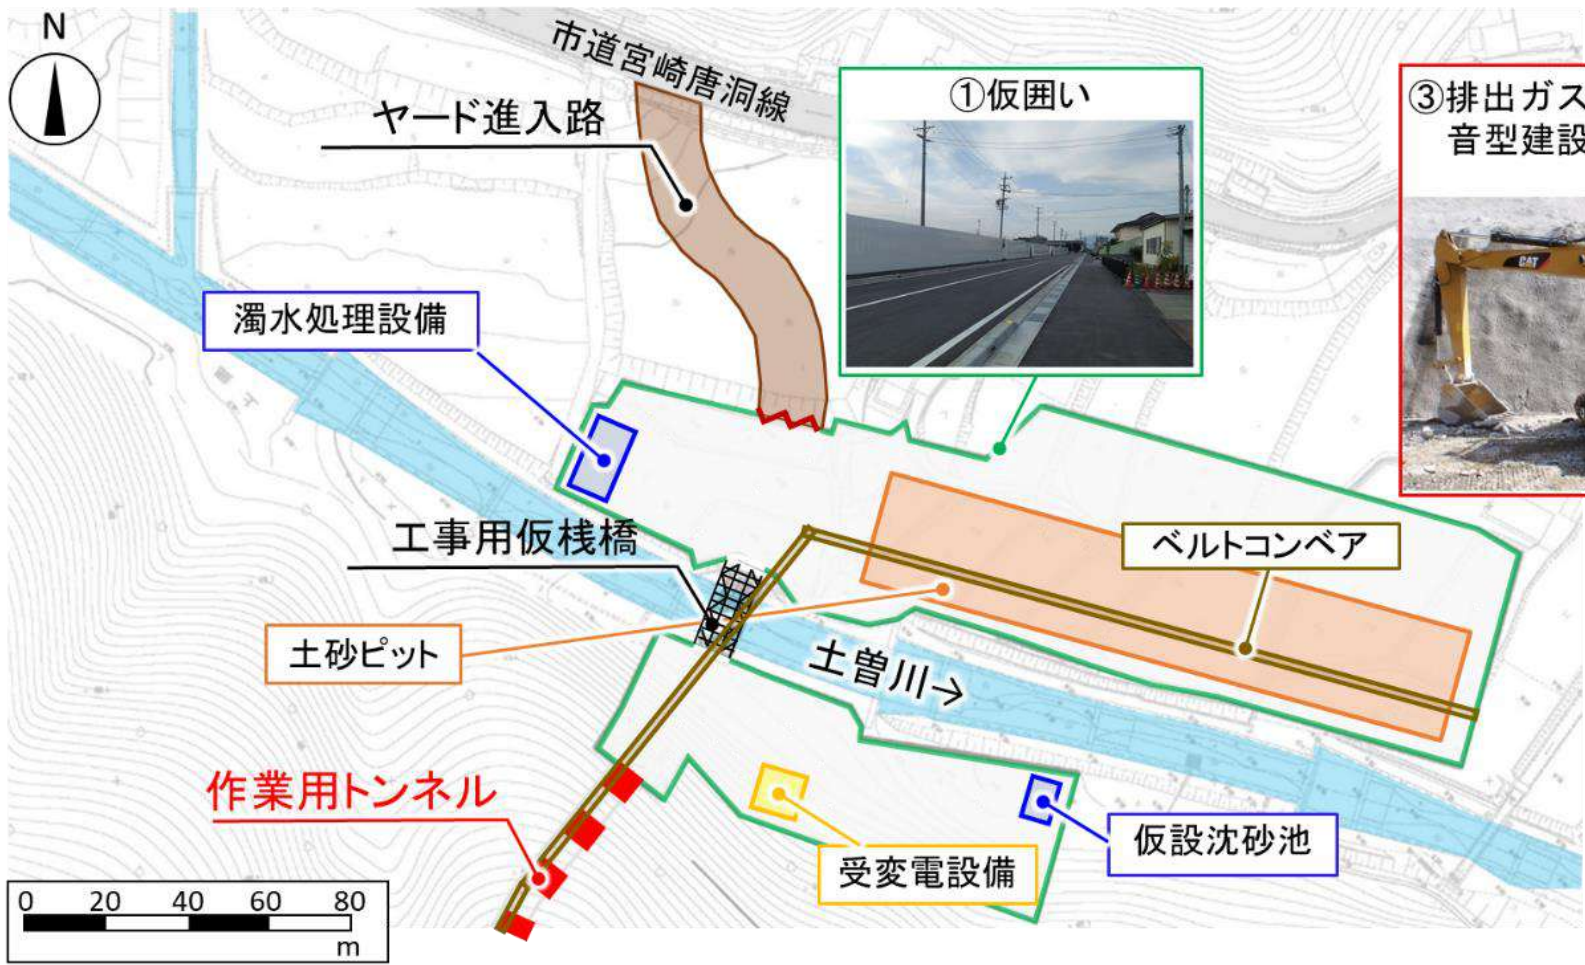 N
市道宮崎唐洞線
ヤード進入路
①仮囲い
③排出ガス
音型建設
CAT
濁水処理設備
工事用仮桟橋
ベルトコンベア
土砂ピット
土曽川→
作業用トンネル
仮設沈砂池
受変電設備
0 20 40 60 80
m